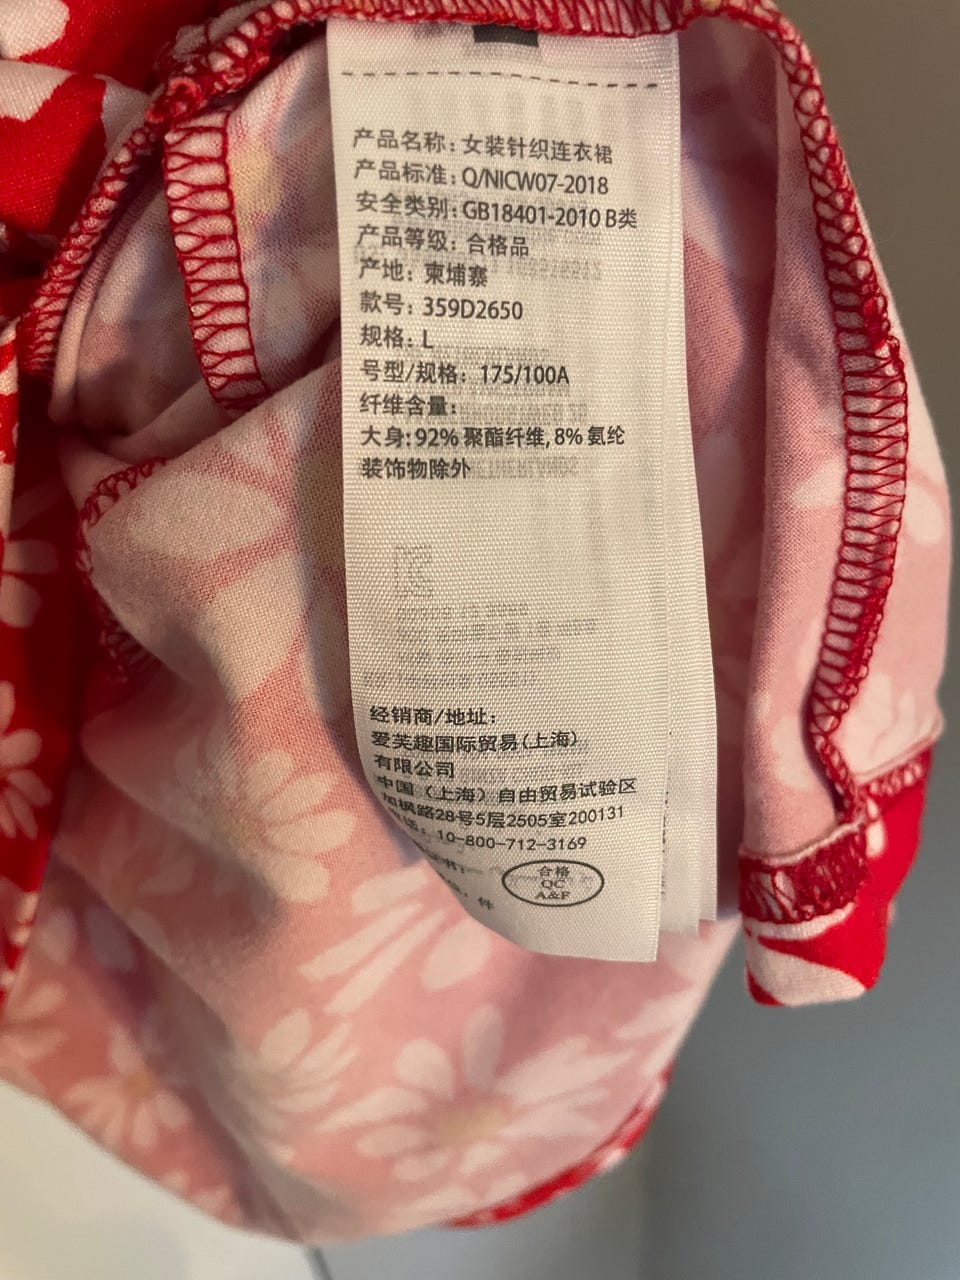 产品名称: 女装针织连衣裙
产品标准: Q/NICW07-2018
安全类别: GB18401-2010 B类
产品等级: 合格品
产地: 柬埔寨
款号: 359D2650
规格: L
号型/规格: 175/100A
纤维含量:
大身: 92% 聚酯纤维, 8% 氨纶
装饰物除外
经销商/地址:
爱芙趣国际贸易(上海)
有限公司
中国（上海）自由贸易试验区
加枫路28号5层2505室200131
10-800-712-3169
件
合格
QC
A&F